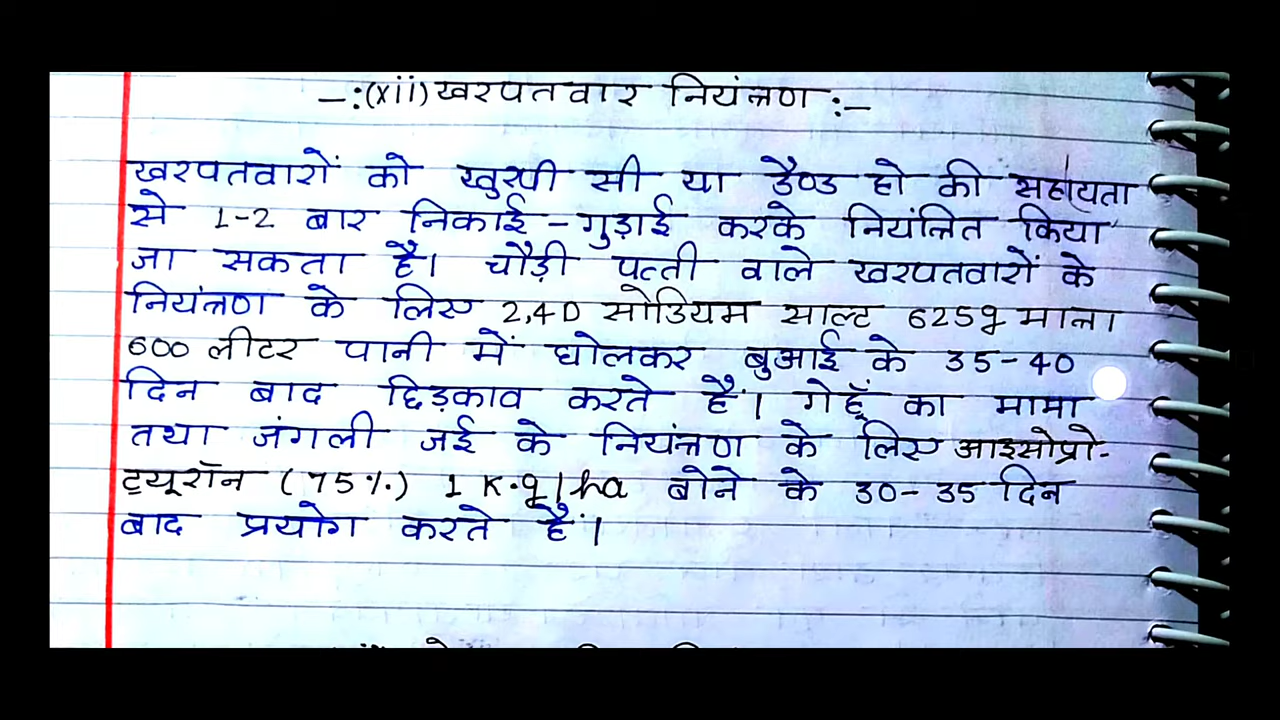 -:(xii) खरपतवार नियंत्रण :-
खरपतवारों को खुरपी सी या हैण्ड हो की सहायता
से 1-2 बार निकाई-गुड़ाई करके नियंत्रित किया
जा सकता है। चौड़ी पत्ती वाले खरपतवारों के
नियंत्रण के लिए 2,4D सोडियम साल्ट 625g मात्रा
600 लीटर पानी में घोलकर बुआई के 35-40
दिन बाद छिड़काव करते हैं। गेहूँ का मामा
तथा जंगली जई के नियंत्रण के लिए आइसोप्रो-
ट्यूरॉन (75%) 1 K.g/ha बोने के 30-35 दिन
बाद प्रयोग करते हैं।